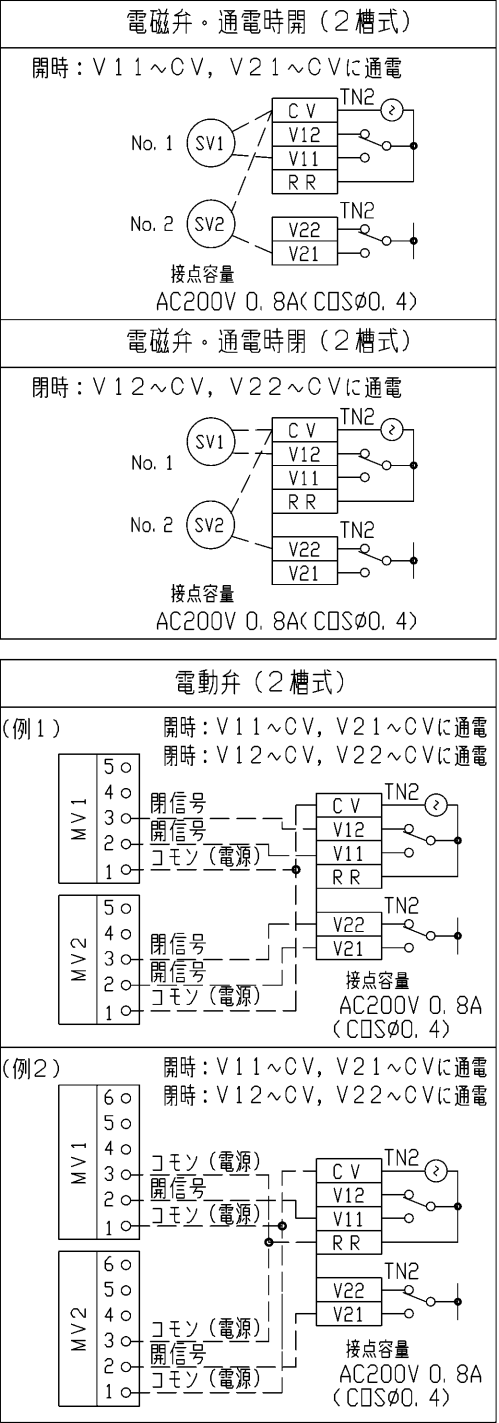 電磁弁。通電時開（2槽式）
開時：V11～CV，V21～CVに通電
TN2
CV
No. 1 SV1 V12
V11
RR
TN2
No. 2 SV2 V22
V21
接点容量
AC200V 0. 8A(COSø0. 4)
電磁弁。通電時閉（2槽式）
閉時：V12～CV，V22～CVに通電
TN2
SV1 CV
V12
No. 1
V11
RR
No. 2 SV2 TN2
V22
V21
接点容量
AC200V 0. 8A(COSø0. 4)
電動弁（2槽式）
(例1) 開時：V11～CV，V21～CVに通電
閉時：V12～CV，V22～CVに通電
MV1
5
4
3 閉信号
2 開信号
1 コモン（電源）
TN2
CV
V12
V11
RR
MV2
5
4
3 閉信号
2 開信号
1 コモン（電源）
TN2
V22
V21
接点容量
AC200V 0. 8A
(COSø0. 4)
(例2) 開時：V11～CV，V21～CVに通電
閉時：V12～CV，V22～CVに通電
MV1
6
5
4
3 コモン（電源）
2 開信号
1 コモン（電源）
TN2
CV
V12
V11
RR
MV2
6
5
4
3 コモン（電源）
2 開信号
1 コモン（電源）
TN2
V22
V21
接点容量
AC200V 0. 8A
(COSø0. 4)